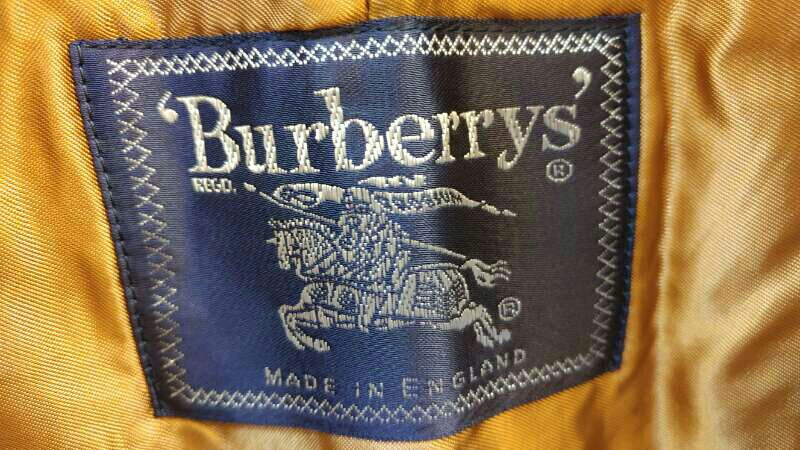 ‘Burberrys’ ®
REGD.
®
MADE IN ENGLAND